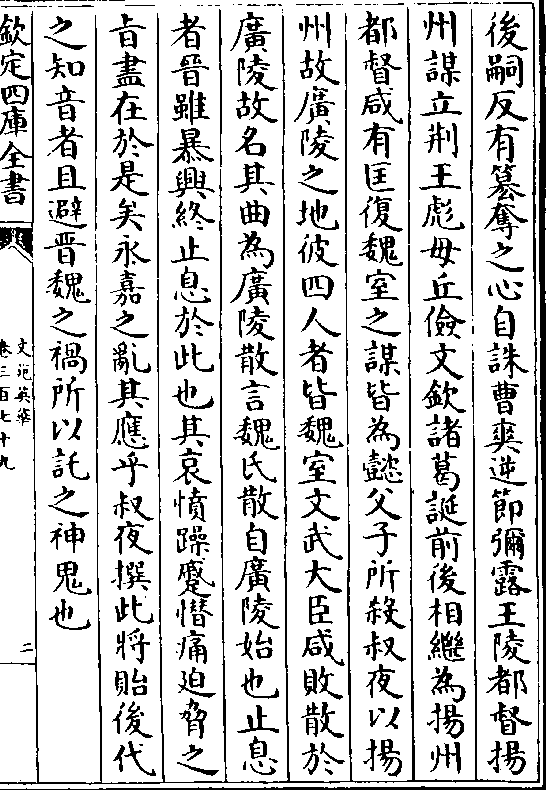 後嗣反有簒奪之心自誅曹爽逆節彌露王陵都督揚
州謀立荆王彪毋丘儉文欽諸葛誕前後相繼為揚州
都督咸有匡復魏室之謀皆為懿父子所殺叔夜以揚
州故廣陵之地彼四人者皆魏室文武大臣咸敗散於
廣陵故名其曲為廣陵散言魏氏散自廣陵始也止息
者晉雖暴興終止息於此也其哀憤躁蹙憯痛迫脅之
㫖盡在於是矣永嘉之亂其應乎叔夜撰此將貽後代
之知音者且避晉魏之禍所以託之神鬼也
欽定四庫全書
文苑英華
卷三百七十九
二